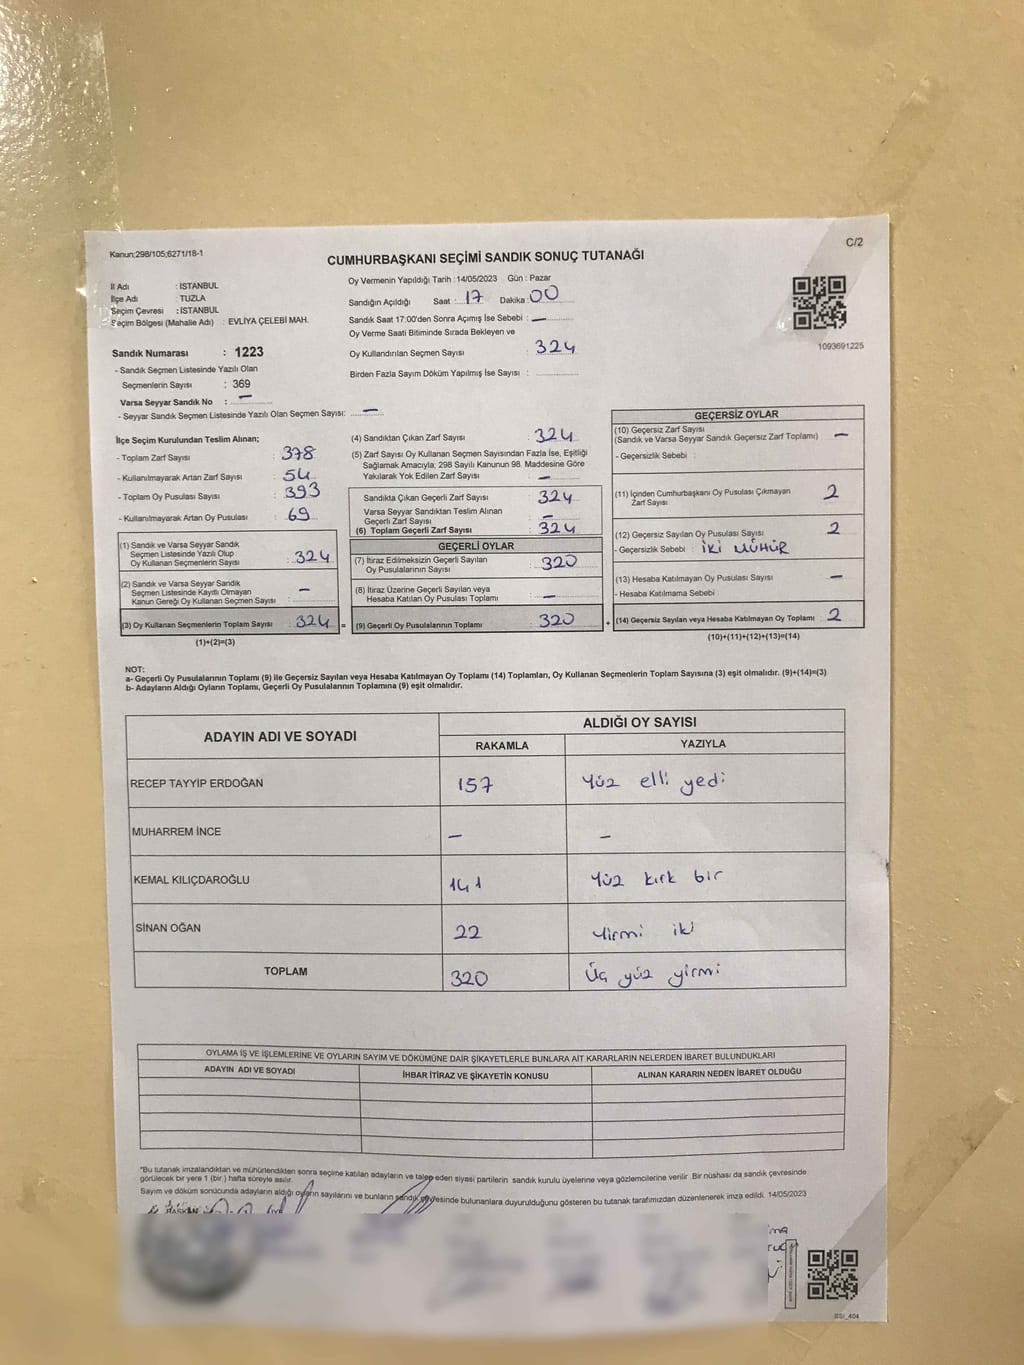 Kanun;298/105;6271/18-1
C/2
CUMHURBAŞKANI SEÇİMİ SANDIK SONUÇ TUTANAĞI
İl Adı : İSTANBUL
İlçe Adı : TUZLA
Seçim Çevresi : İSTANBUL
Seçim Bölgesi (Mahalle Adı) : EVLİYA ÇELEBİ MAH.
Sandık Numarası : 1223
- Sandık Seçmen Listesinde Yazılı Olan
Seçmenlerin Sayısı : 369
Varsa Seyyar Sandık No : —
- Seyyar Sandık Seçmen Listesinde Yazılı Olan Seçmen Sayısı: —
Oy Vermenin Yapıldığı Tarih : 14/05/2023 Gün : Pazar
Sandığın Açıldığı Saat : 17 Dakika : 00
Sandık Saat 17:00'den Sonra Açımış İse Sebebi : —
Oy Verme Saati Bitiminde Sırada Bekleyen ve
Oy Kullandırılan Seçmen Sayısı : 324
Birden Fazla Sayım Döküm Yapılmış İse Sayısı :
1093691225
İlçe Seçim Kurulundan Teslim Alınan;
- Toplam Zarf Sayısı : 378
- Kullanılmayarak Artan Zarf Sayısı : 54
- Toplam Oy Pusulası Sayısı : 393
- Kullanılmayarak Artan Oy Pusulası : 69
(1) Sandık ve Varsa Seyyar Sandık
Seçmen Listesinde Yazılı Olup
Oy Kullanan Seçmenlerin Sayısı : 324
(2) Sandık ve Varsa Seyyar Sandık
Seçmen Listesinde Kayıtlı Olmayan
Kanun Gereği Oy Kullanan Seçmen Sayısı : —
(3) Oy Kullanan Seçmenlerin Toplam Sayısı : 324 =
(1)+(2)=(3)
(4) Sandıktan Çıkan Zarf Sayısı : 324
(5) Zarf Sayısı Oy Kullanan Seçmen Sayısından Fazla İse, Eşitliği
Sağlamak Amacıyla; 298 Sayılı Kanunun 98. Maddesine Göre
Yakılarak Yok Edilen Zarf Sayısı : —
Sandıkta Çıkan Geçerli Zarf Sayısı : 324
Varsa Seyyar Sandıktan Teslim Alınan
Geçerli Zarf Sayısı : —
(6) Toplam Geçerli Zarf Sayısı : 324
GEÇERLİ OYLAR
(7) İtiraz Edilmeksizin Geçerli Sayılan
Oy Pusulalarının Sayısı : 320
(8) İtiraz Üzerine Geçerli Sayılan veya
Hesaba Katılan Oy Pusulası Toplamı : —
(9) Geçerli Oy Pusulalarının Toplamı : 320 +
GEÇERSİZ OYLAR
(10) Geçersiz Zarf Sayısı
(Sandık ve Varsa Seyyar Sandık Geçersiz Zarf Toplamı) —
- Geçersizlik Sebebi :
(11) İçinden Cumhurbaşkanı Oy Pusulası Çıkmayan
Zarf Sayısı 2
(12) Geçersiz Sayılan Oy Pusulası Sayısı 2
- Geçersizlik Sebebi : İKİ MÜHÜR
(13) Hesaba Katılmayan Oy Pusulası Sayısı —
- Hesaba Katılmama Sebebi
(14) Geçersiz Sayılan veya Hesaba Katılmayan Oy Toplamı 2
(10)+(11)+(12)+(13)=(14)
NOT:
a- Geçerli Oy Pusulalarının Toplamı (9) ile Geçersiz Sayılan veya Hesaba Katılmayan Oy Toplamı (14) Toplamları, Oy Kullanan Seçmenlerin Toplam Sayısına (3) eşit olmalıdır. (9)+(14)=(3)
b- Adayların Aldığı Oyların Toplamı, Geçerli Oy Pusulalarının Toplamına (9) eşit olmalıdır.
ADAYIN ADI VE SOYADI
ALDIĞI OY SAYISI
RAKAMLA YAZIYLA
RECEP TAYYİP ERDOĞAN 157 Yüz elli yedi
MUHARREM İNCE — —
KEMAL KILIÇDAROĞLU 141 Yüz kırk bir
SİNAN OĞAN 22 Yirmi iki
TOPLAM 320 Üç yüz yirmi
OYLAMA İŞ VE İŞLEMLERİNE VE OYLARIN SAYIM VE DÖKÜMÜNE DAİR ŞİKAYETLERLE BUNLARA AİT KARARLARIN NELERDEN İBARET BULUNDUKLARI
ADAYIN ADI VE SOYADI İHBAR İTİRAZ VE ŞİKAYETİN KONUSU ALINAN KARARIN NEDEN İBARET OLDUĞU
*Bu tutanak imzalandıktan ve mühürlendikten sonra seçime katılan adayların ve talep eden siyasi partilerin sandık kurulu üyelerine veya gözlemcilerine verilir. Bir nüshası da sandık çevresinde
görülecek bir yere 1 (bir ) hafta süreyle asılır.
Sayım ve döküm sonucunda adayların aldığı oyların sayılarını ve bunların sandık çevresinde bulunanlara duyurulduğunu gösteren bu tutanak tarafımızdan düzenlenerek imza edildi. 14/05/2023